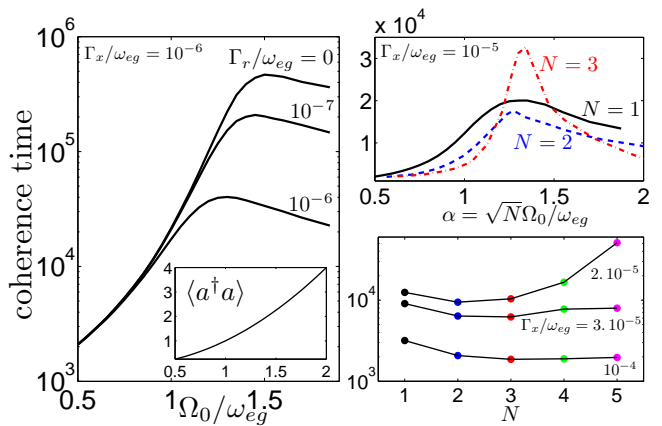 10^6
10^5
10^4
10^3
coherence time
Γ_x/ω_eg = 10^-6
Γ_r/ω_eg = 0
10^-7
10^-6
⟨a†a⟩
4
3
2
1
0.5 1 1.5 2
0.5 1 1.5
Ω_0/ω_eg
x 10^4
Γ_x/ω_eg = 10^-5
3
2
1
N = 3
N = 1
N = 2
0.5 1 1.5 2
α = √NΩ_0/ω_eg
10^4
10^3
2.10^-5
Γ_x/ω_eg = 3.10^-5
10^-4
1 2 3 4 5
N